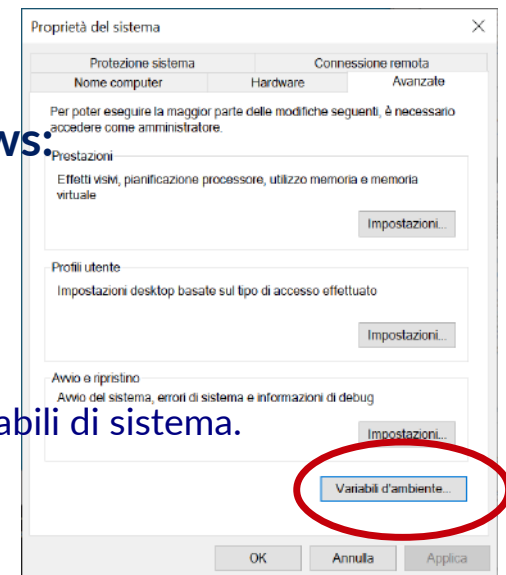 Proprietà del sistema
Protezione sistema
Connessione remota
Nome computer
Hardware
Avanzate
Per poter eseguire la maggior parte delle modifiche seguenti, è necessario
accedere come amministratore.
ws:
Prestazioni
Effetti visivi, pianificazione processore, utilizzo memoria e memoria
virtuale
Impostazioni...
Profili utente
Impostazioni desktop basate sul tipo di accesso effettuato
Impostazioni...
Avvio e ripristino
Avvio del sistema, errori di sistema e informazioni di debug
abili di sistema.
Impostazioni...
Variabili d'ambiente...
OK
Annulla
Applica